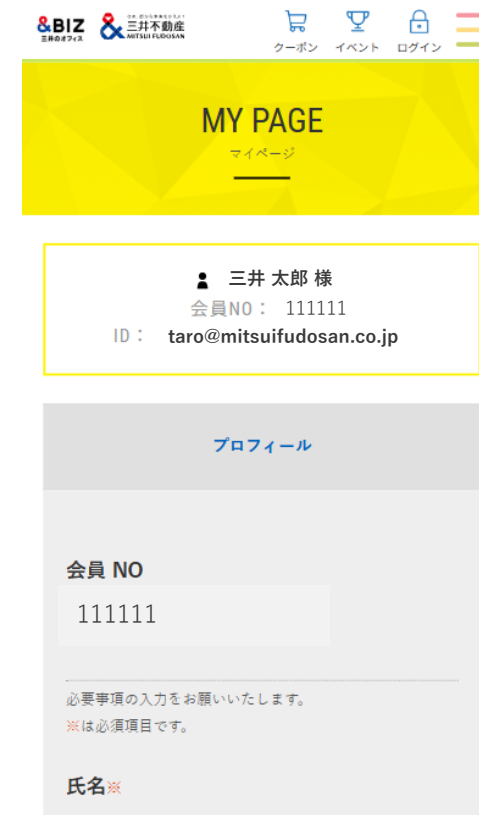 &BIZ
三井のオフィス
三井不動産
MITSUI FUDOSAN
クーポン イベント ログイン
MY PAGE
マイページ
三井 太郎 様
会員NO： 111111
ID： taro@mitsuifudosan.co.jp
プロフィール
会員 NO
111111
必要事項の入力をお願いいたします。
※は必須項目です。
氏名※